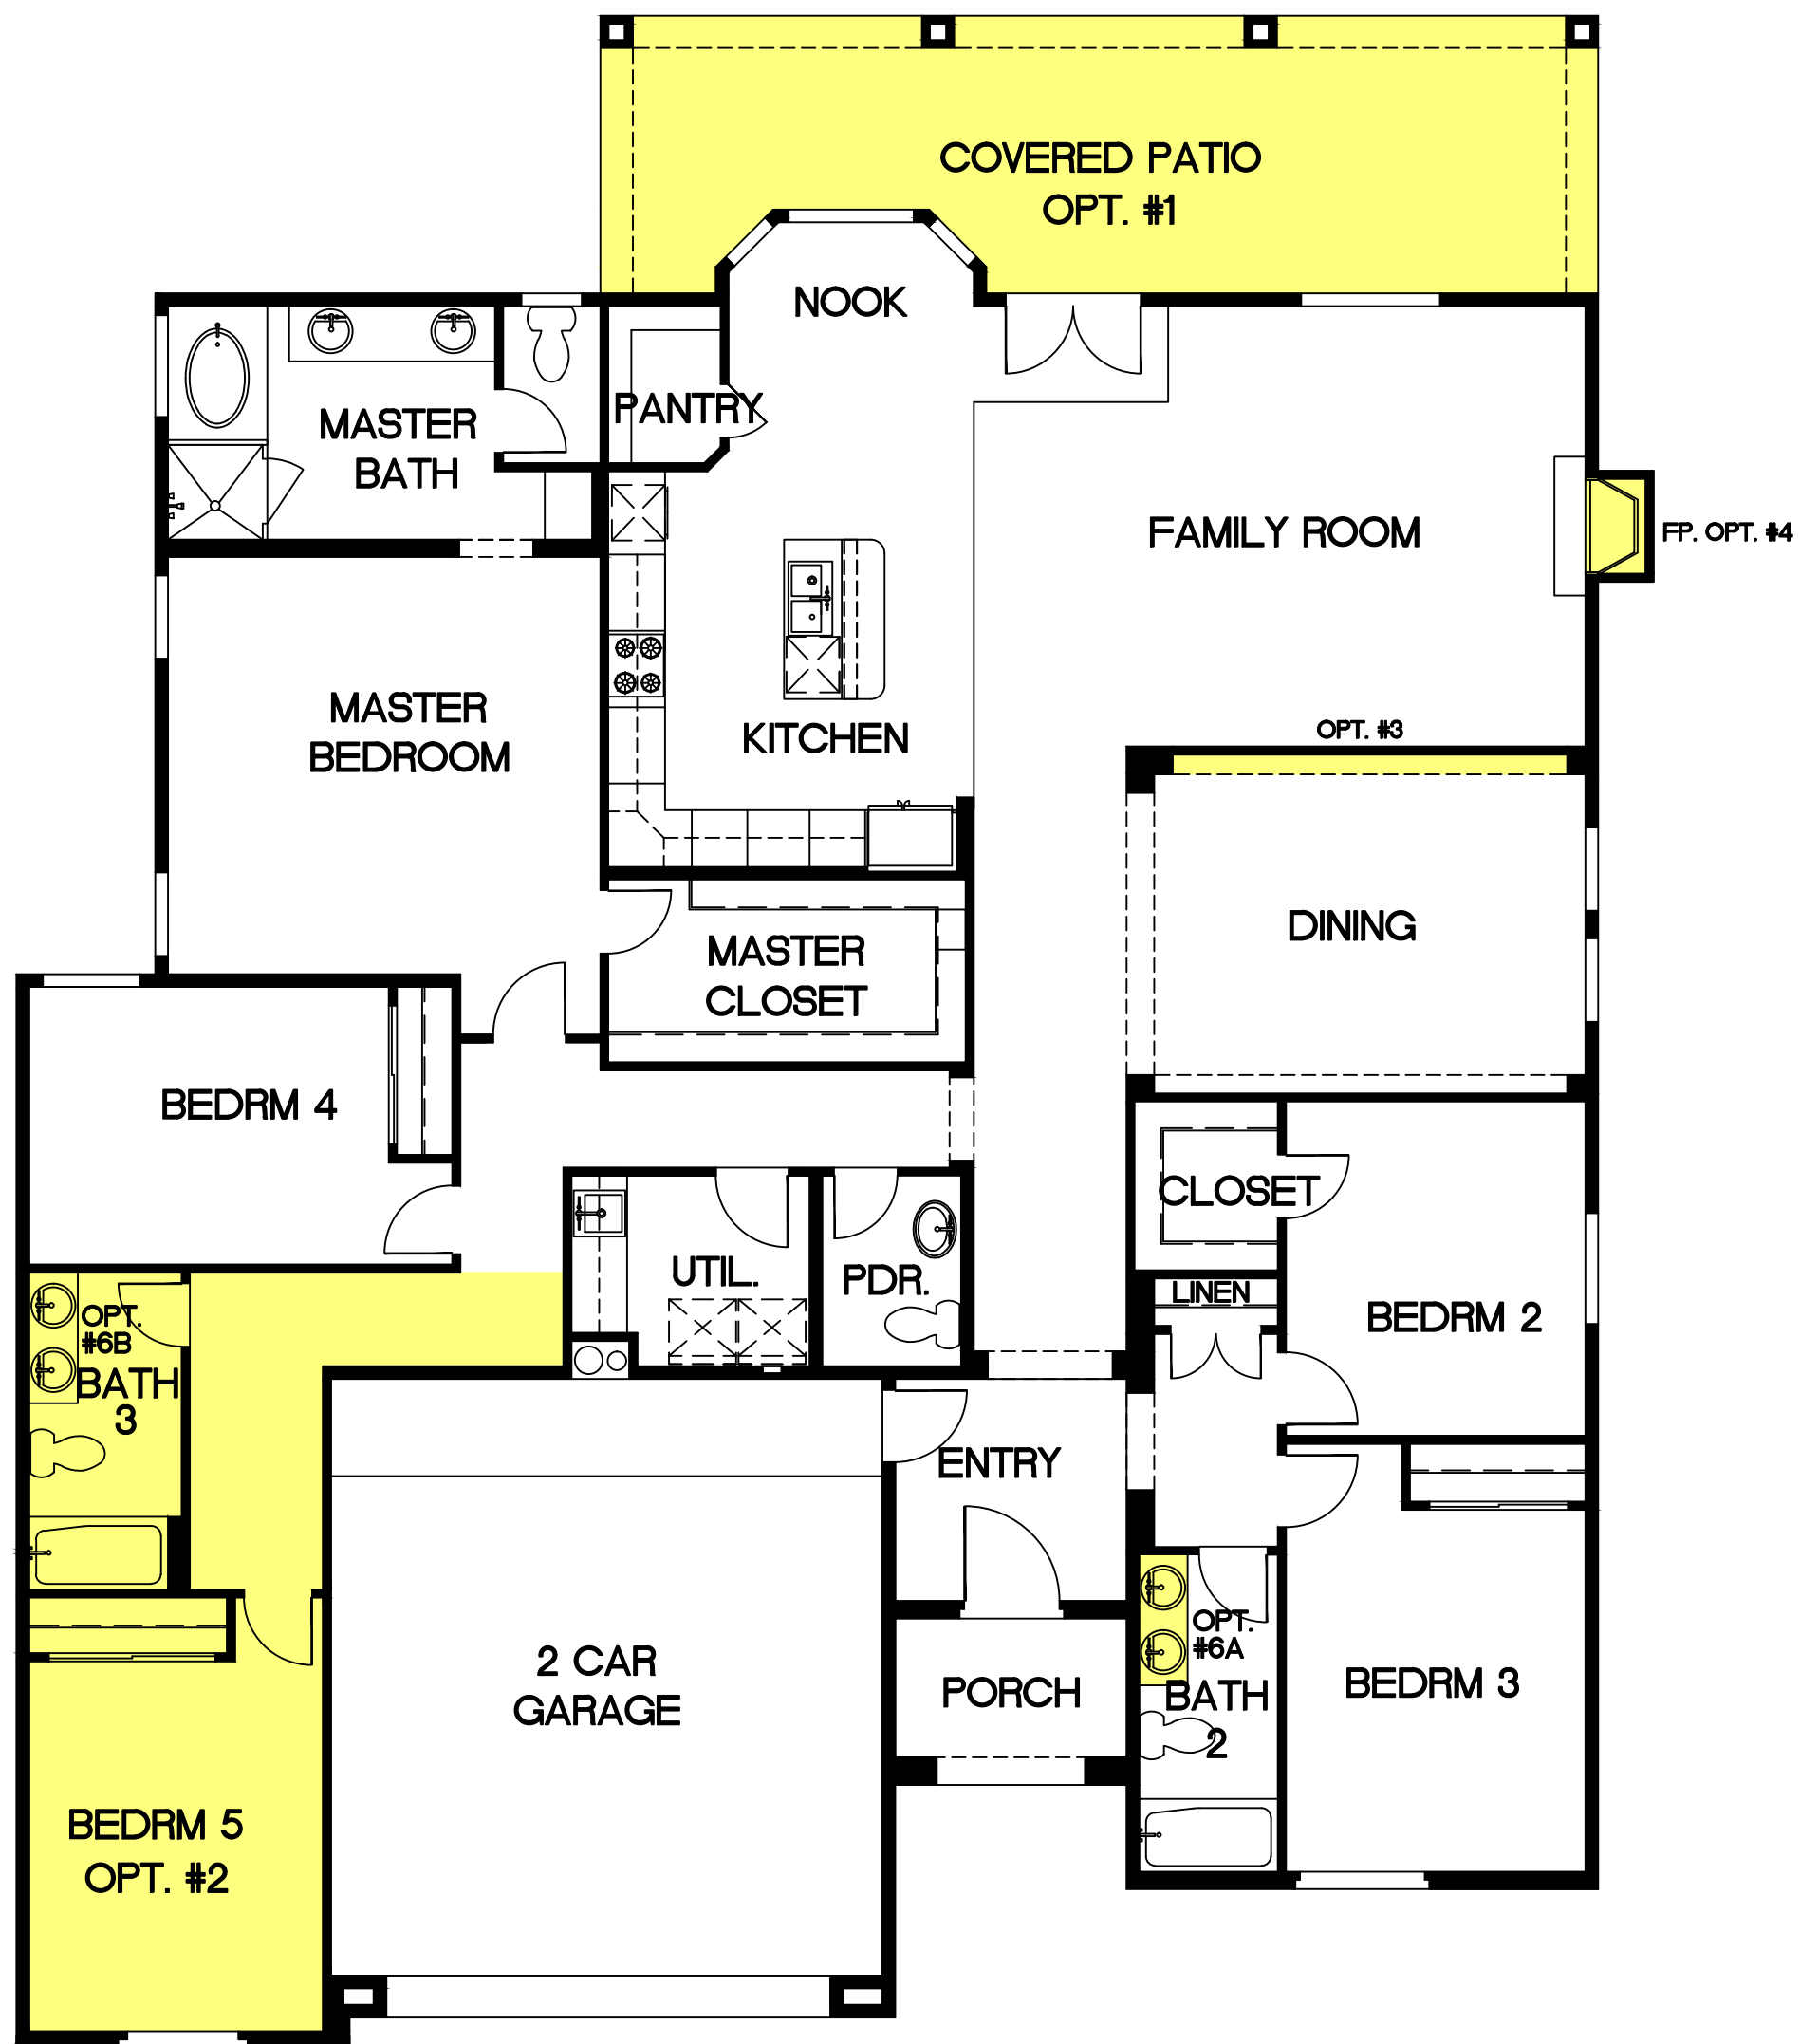 COVERED PATIO
OPT. #1
NOOK
PANTRY
MASTER
BATH
FAMILY ROOM
FP. OPT. #4
MASTER
BEDROOM
KITCHEN
OPT. #3
DINING
MASTER
CLOSET
BEDRM 4
CLOSET
UTIL.
PDR.
LINEN
BEDRM 2
OPT.
#6B
BATH
3
ENTRY
OPT.
#6A
BATH
2
2 CAR
GARAGE
PORCH
BEDRM 3
BEDRM 5
OPT. #2